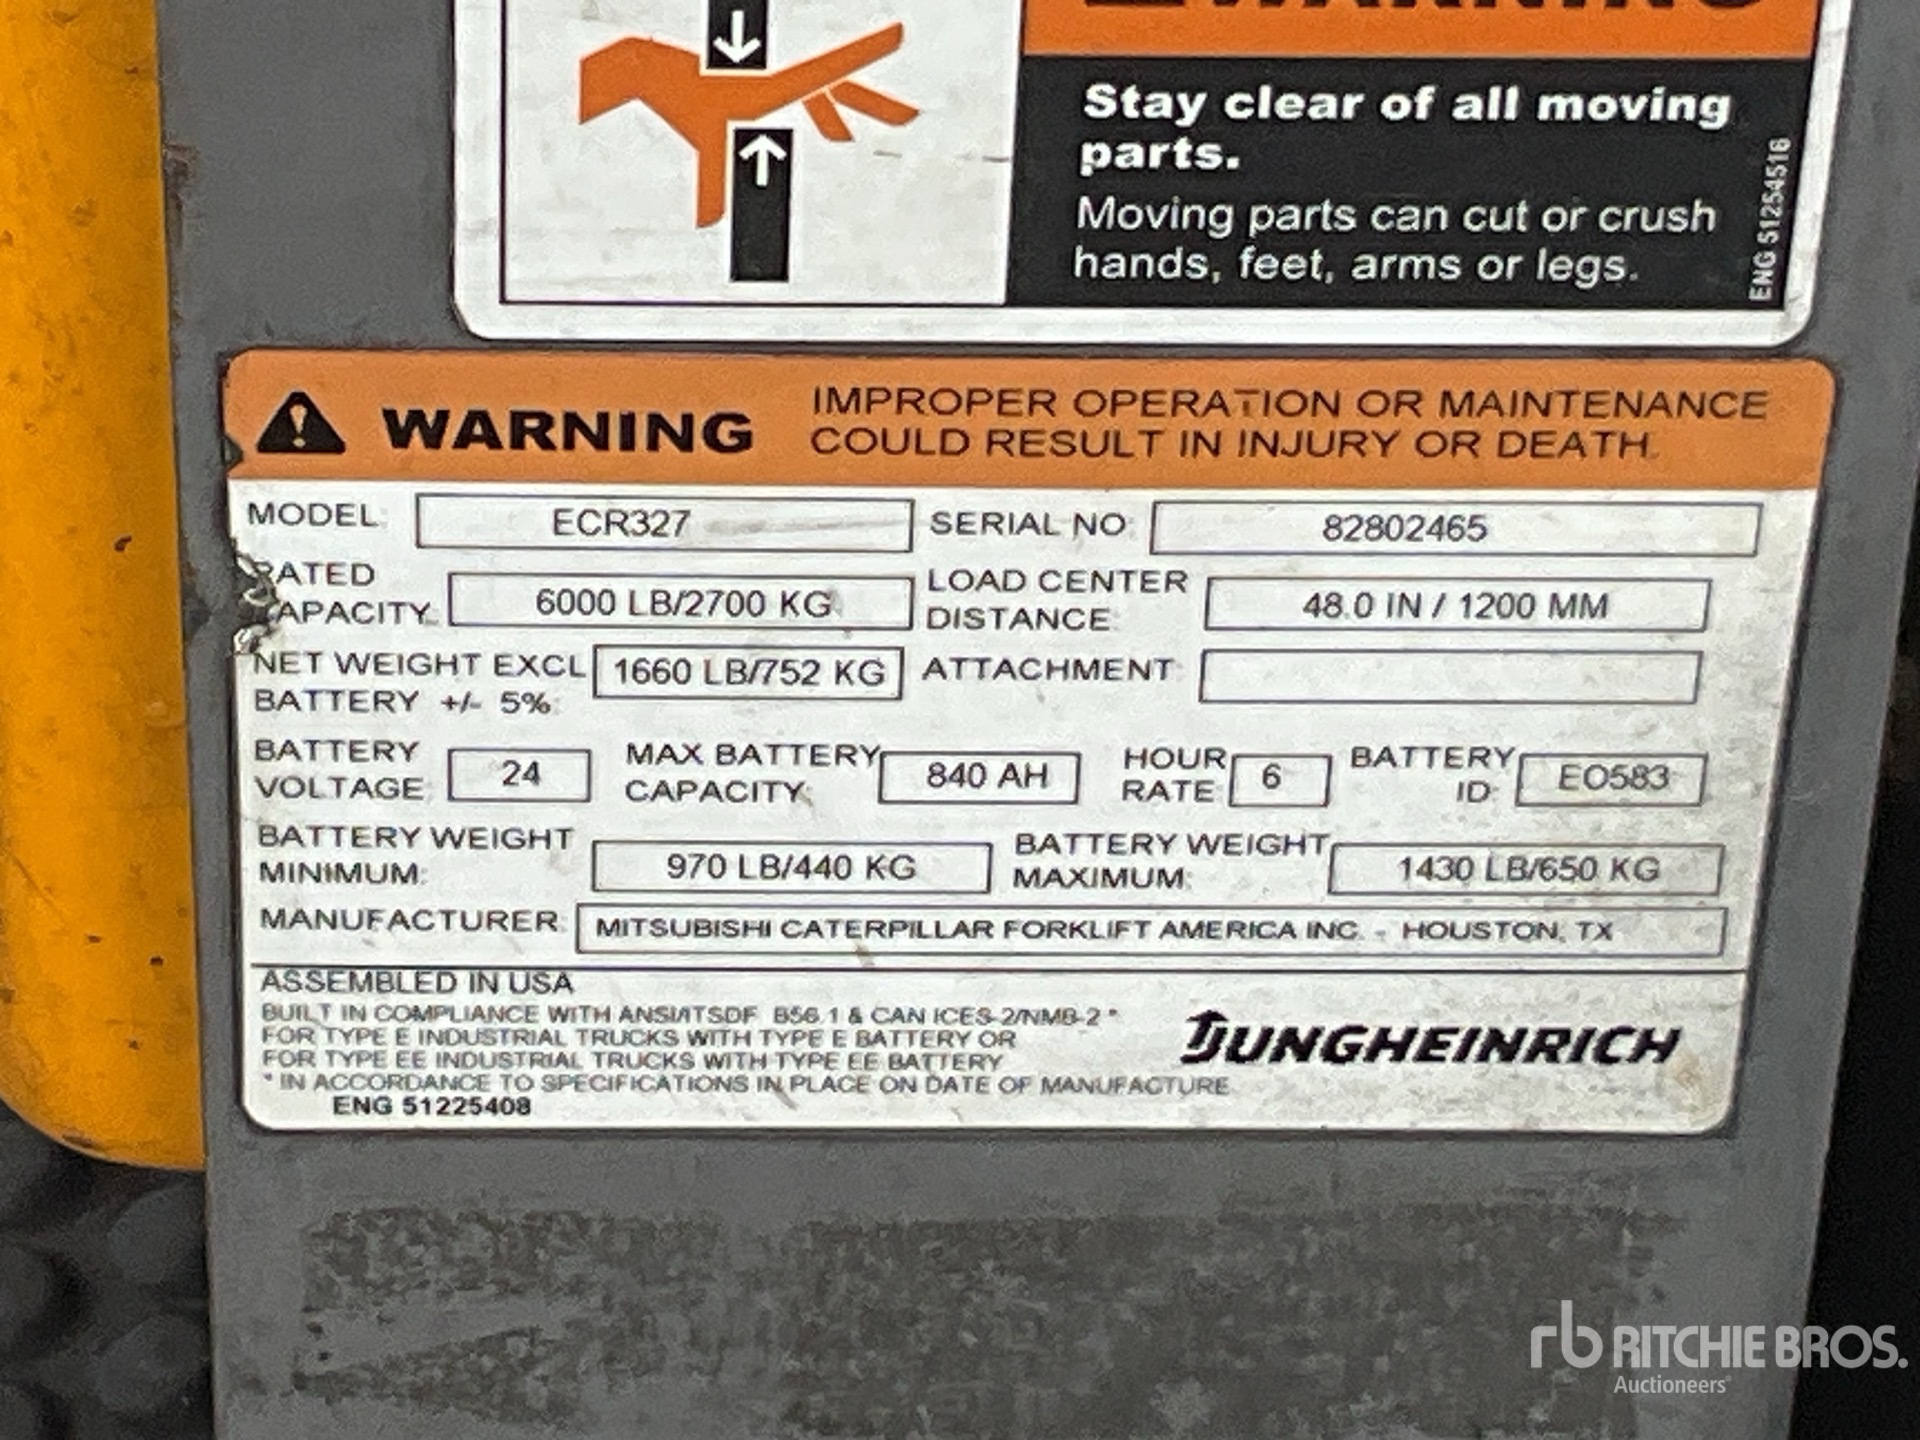 WARNING
Stay clear of all moving
parts.
Moving parts can cut or crush
hands, feet, arms or legs.
ENG 51254516
WARNING
IMPROPER OPERATION OR MAINTENANCE
COULD RESULT IN INJURY OR DEATH.
MODEL: ECR327 SERIAL NO: 82802465
RATED
CAPACITY: 6000 LB/2700 KG
LOAD CENTER
DISTANCE: 48.0 IN / 1200 MM
NET WEIGHT EXCL
BATTERY +/- 5%: 1660 LB/752 KG
ATTACHMENT:
BATTERY
VOLTAGE: 24
MAX BATTERY
CAPACITY: 840 AH
HOUR
RATE: 6
BATTERY
ID: EO583
BATTERY WEIGHT
MINIMUM: 970 LB/440 KG
BATTERY WEIGHT
MAXIMUM: 1430 LB/650 KG
MANUFACTURER: MITSUBISHI CATERPILLAR FORKLIFT AMERICA INC. - HOUSTON, TX
ASSEMBLED IN USA
BUILT IN COMPLIANCE WITH ANSI/ITSDF B56.1 & CAN ICES-2/NMB-2 *
FOR TYPE E INDUSTRIAL TRUCKS WITH TYPE E BATTERY OR
FOR TYPE EE INDUSTRIAL TRUCKS WITH TYPE EE BATTERY
* IN ACCORDANCE TO SPECIFICATIONS IN PLACE ON DATE OF MANUFACTURE
ENG 51225408
JUNGHEINRICH
rb RITCHIE BROS.
Auctioneers